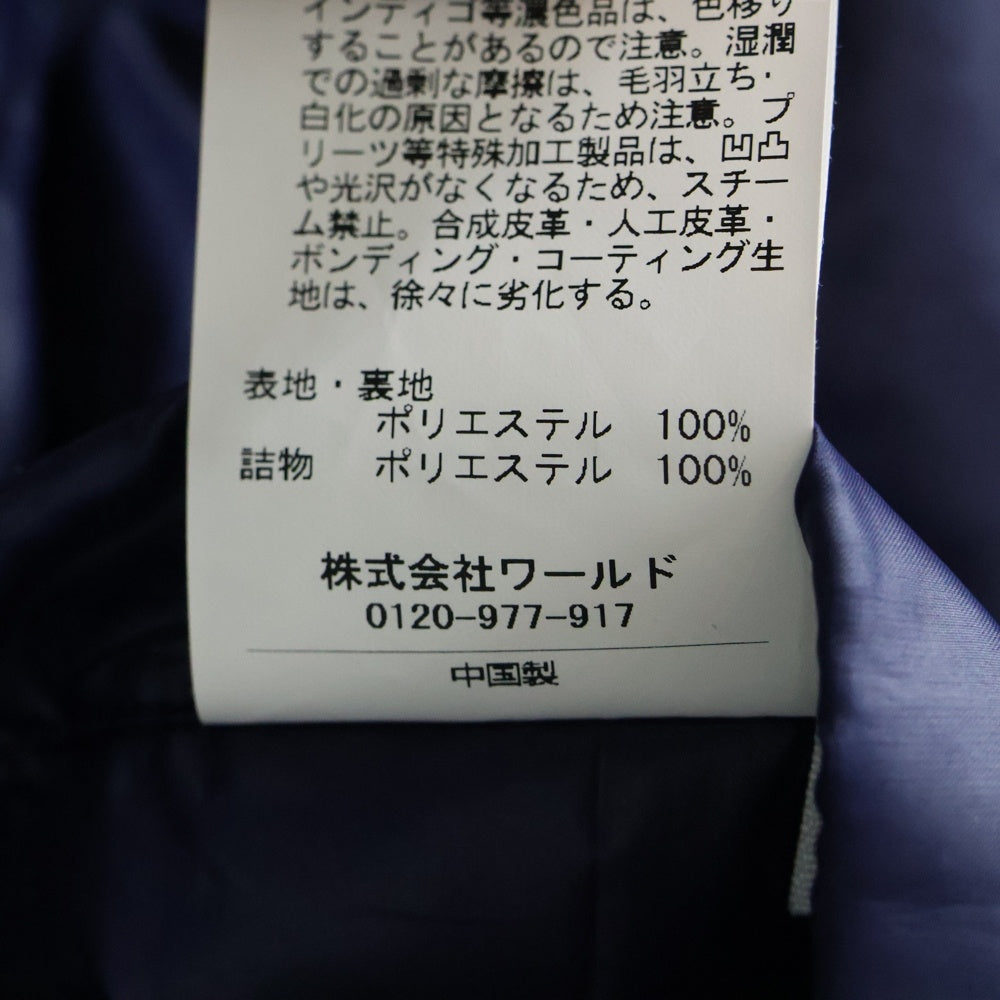 インディゴ等濃色品は、色移り
することがあるので注意。湿潤
での過剰な摩擦は、毛羽立ち・
白化の原因となるため注意。プ
リーツ等特殊加工製品は、凹凸
や光沢がなくなるため、スチー
ム禁止。合成皮革・人工皮革・
ボンディング・コーティング生
地は、徐々に劣化する。
表地・裏地
ポリエステル 100%
詰物 ポリエステル 100%
株式会社ワールド
0120-977-917
中国製